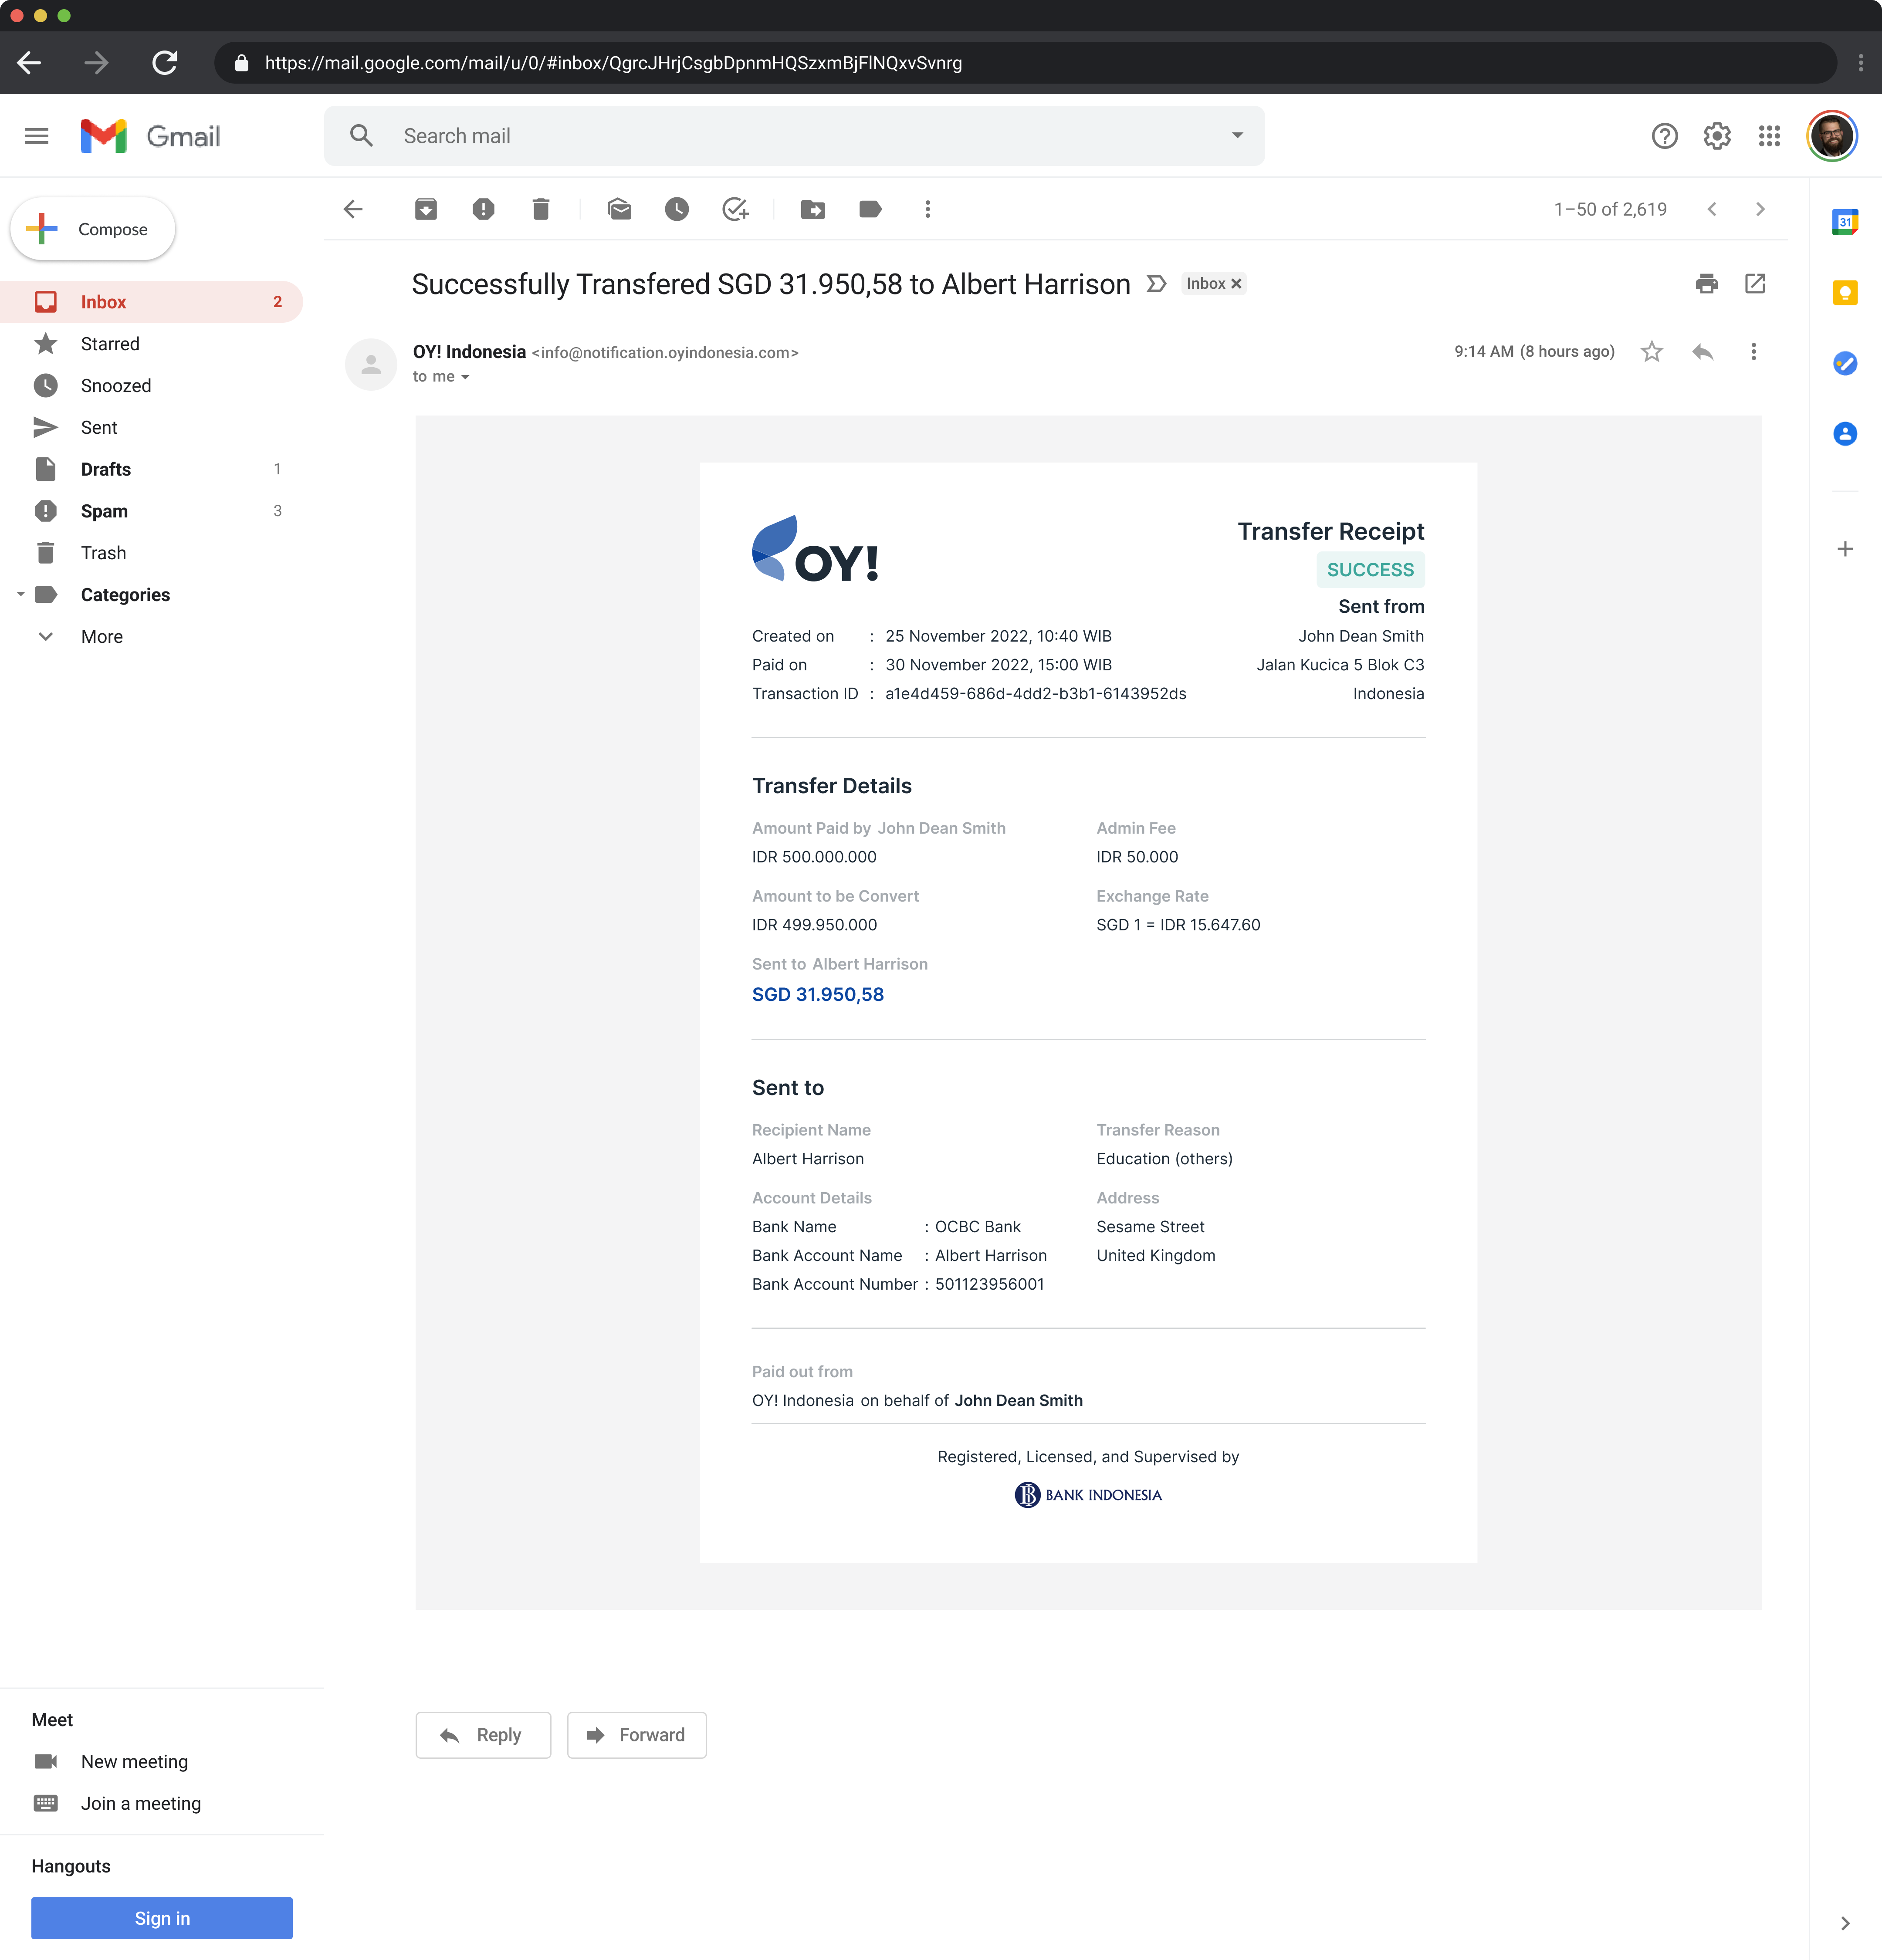 https://mail.google.com/mail/u/0/#inbox/QgrcJHrjCsgbDpnmHQSzxmBjFlNQxvSvnrg
Gmail
Search mail
Compose
1–50 of 2,619
31
Inbox 2
Starred
Snoozed
Sent
Drafts 1
Spam 3
Trash
Categories
More
Successfully Transfered SGD 31.950,58 to Albert Harrison Inbox
OY! Indonesia <info@notification.oyindonesia.com>
9:14 AM (8 hours ago)
to me
OY!
Transfer Receipt
SUCCESS
Sent from
Created on : 25 November 2022, 10:40 WIB
John Dean Smith
Paid on : 30 November 2022, 15:00 WIB
Jalan Kucica 5 Blok C3
Transaction ID : a1e4d459-686d-4dd2-b3b1-6143952ds
Indonesia
Transfer Details
Amount Paid by John Dean Smith
Admin Fee
IDR 500.000.000
IDR 50.000
Amount to be Convert
Exchange Rate
IDR 499.950.000
SGD 1 = IDR 15.647.60
Sent to Albert Harrison
SGD 31.950,58
Sent to
Recipient Name
Transfer Reason
Albert Harrison
Education (others)
Account Details
Address
Bank Name : OCBC Bank
Sesame Street
Bank Account Name : Albert Harrison
United Kingdom
Bank Account Number : 501123956001
Paid out from
OY! Indonesia on behalf of John Dean Smith
Registered, Licensed, and Supervised by
BANK INDONESIA
Reply
Forward
Meet
New meeting
Join a meeting
Hangouts
Sign in